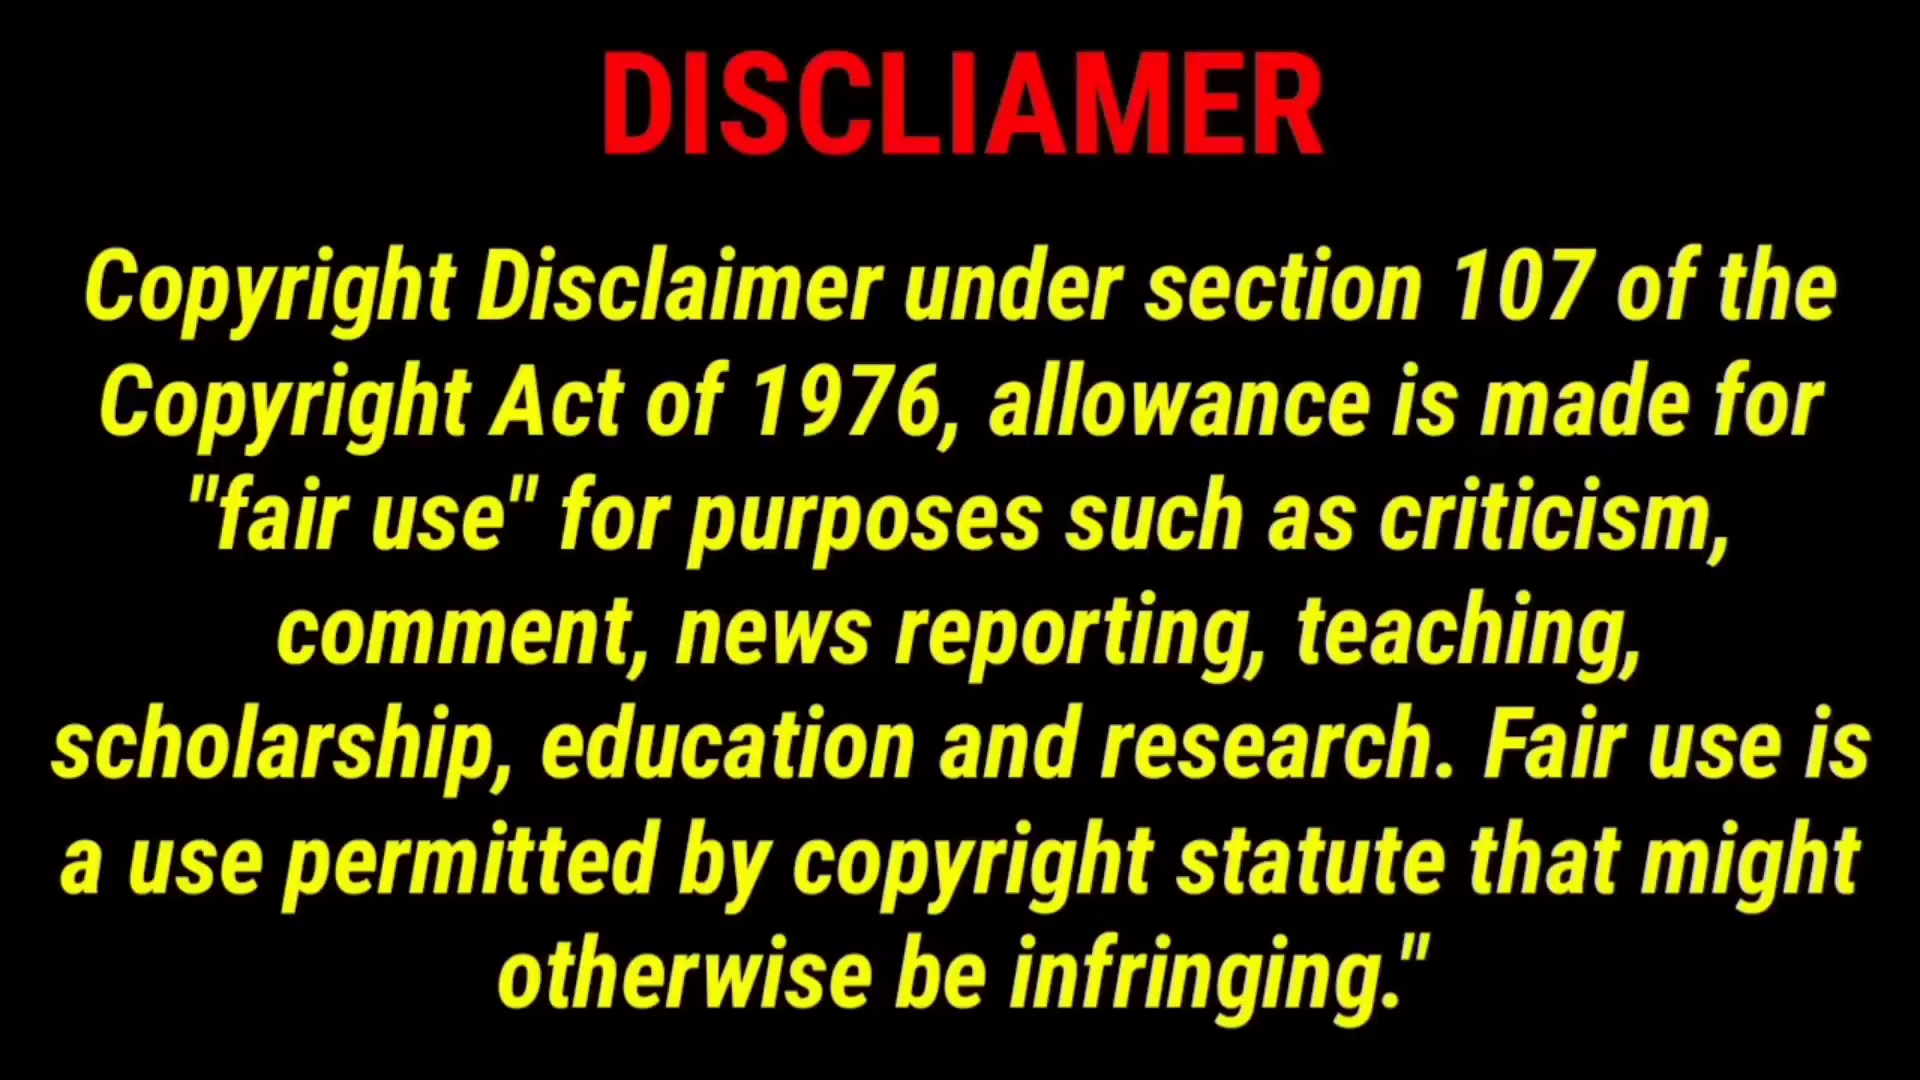 DISCLIAMER
Copyright Disclaimer under section 107 of the
Copyright Act of 1976, allowance is made for
"fair use" for purposes such as criticism,
comment, news reporting, teaching,
scholarship, education and research. Fair use is
a use permitted by copyright statute that might
otherwise be infringing."